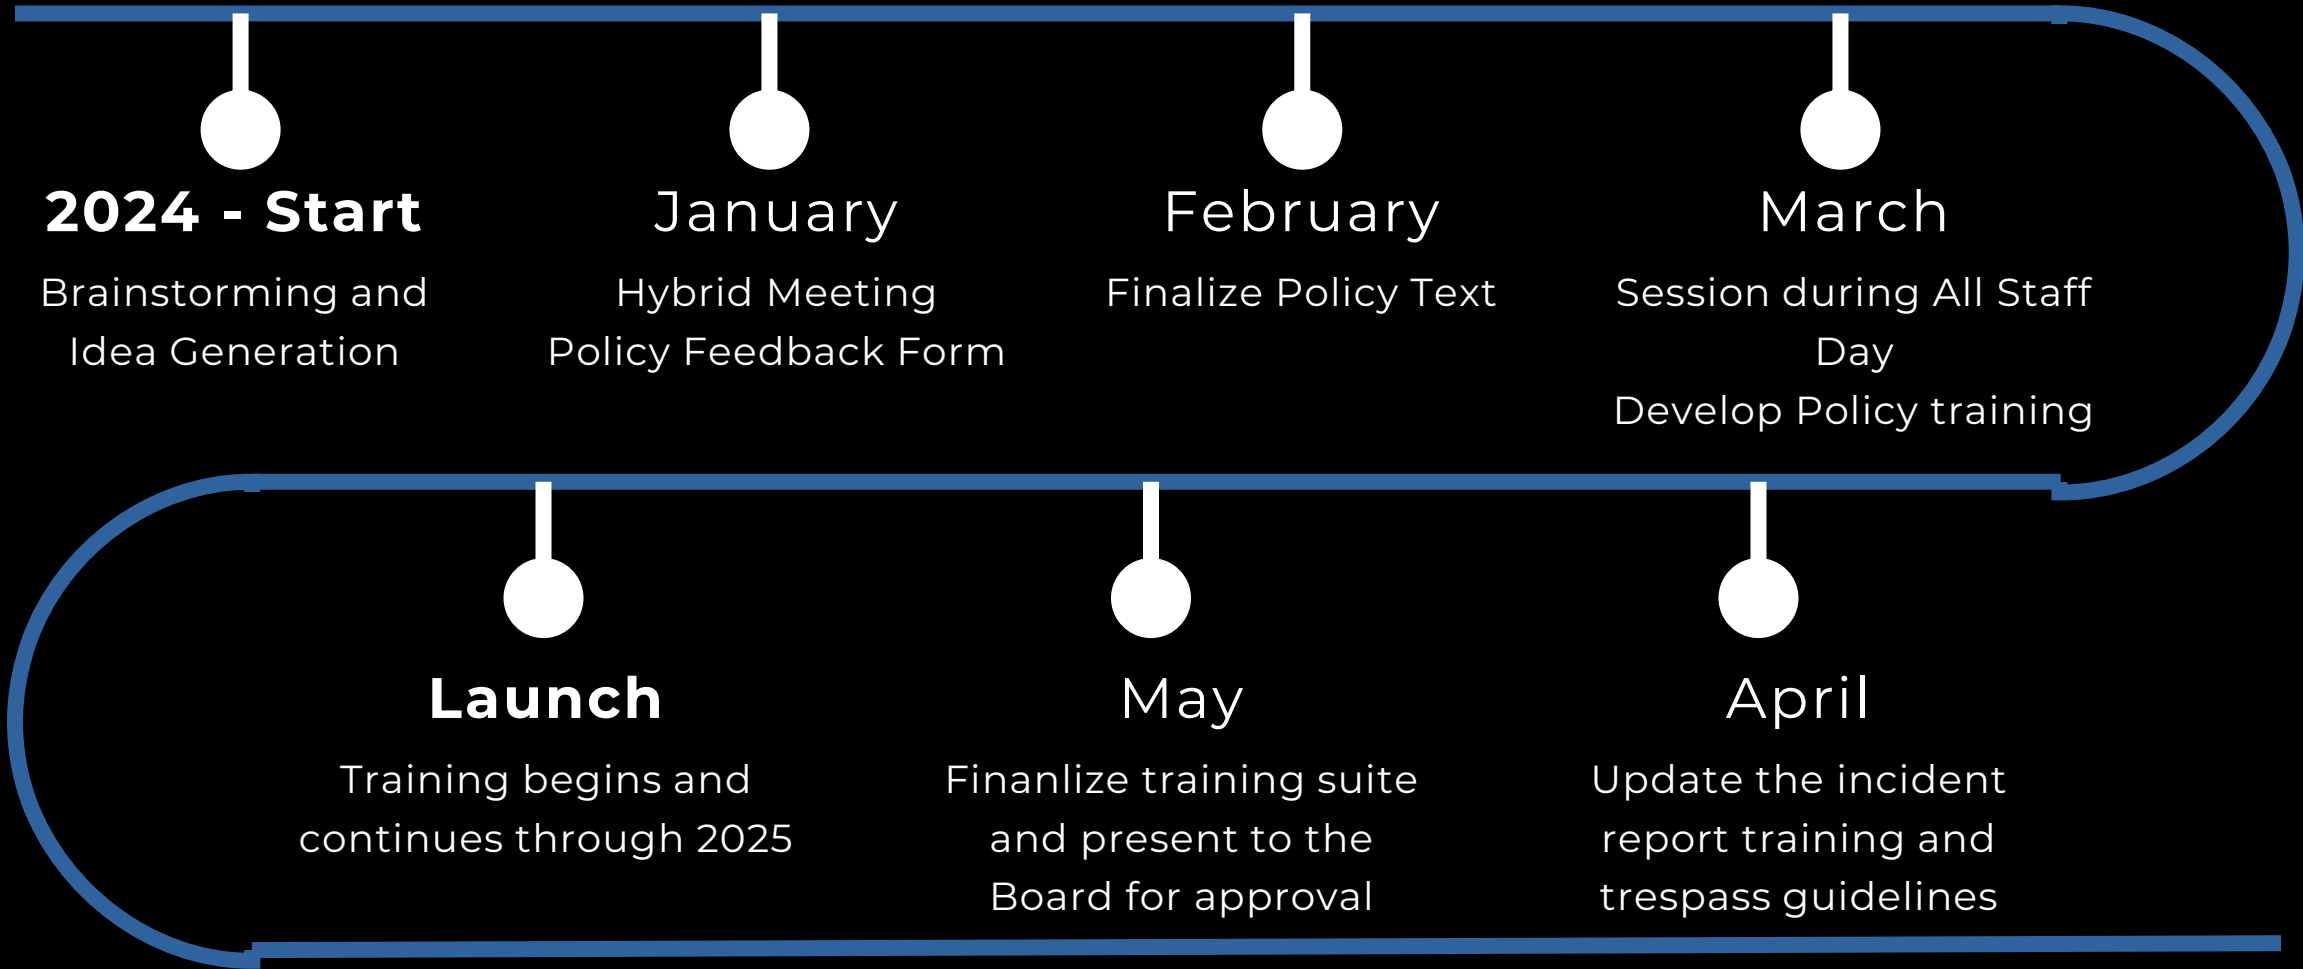 2024 - Start
Brainstorming and
Idea Generation
January
Hybrid Meeting
Policy Feedback Form
February
Finalize Policy Text
March
Session during All Staff
Day
Develop Policy training
April
Update the incident
report training and
trespass guidelines
May
Finanlize training suite
and present to the
Board for approval
Launch
Training begins and
continues through 2025